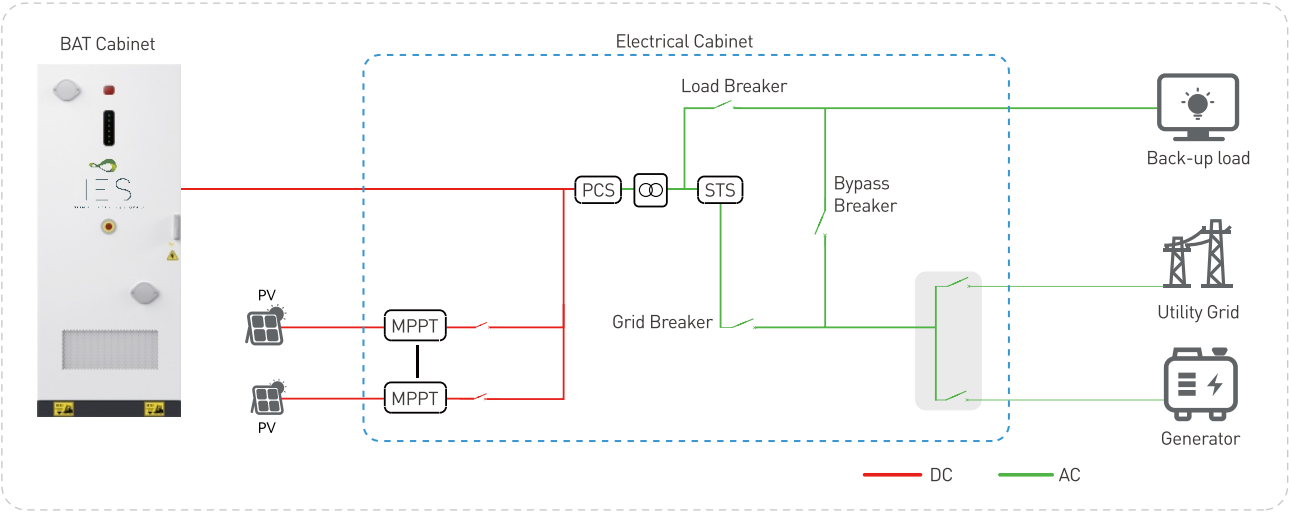 BAT Cabinet
Electrical Cabinet
Load Breaker
Back-up load
IES
PCS
STS
Bypass
Breaker
PV
MPPT
Grid Breaker
Utility Grid
MPPT
PV
Generator
DC
AC